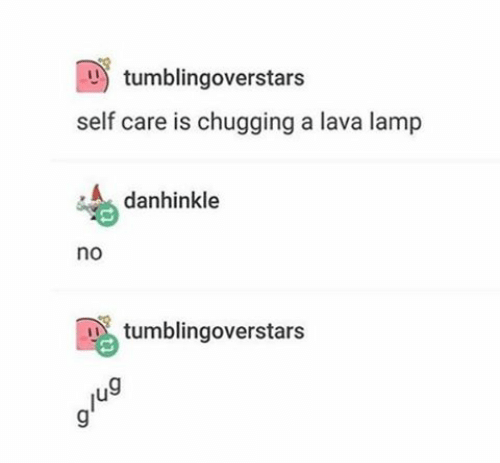 tumblingoverstars
self care is chugging a lava lamp
danhinkle
no
tumblingoverstars
glug